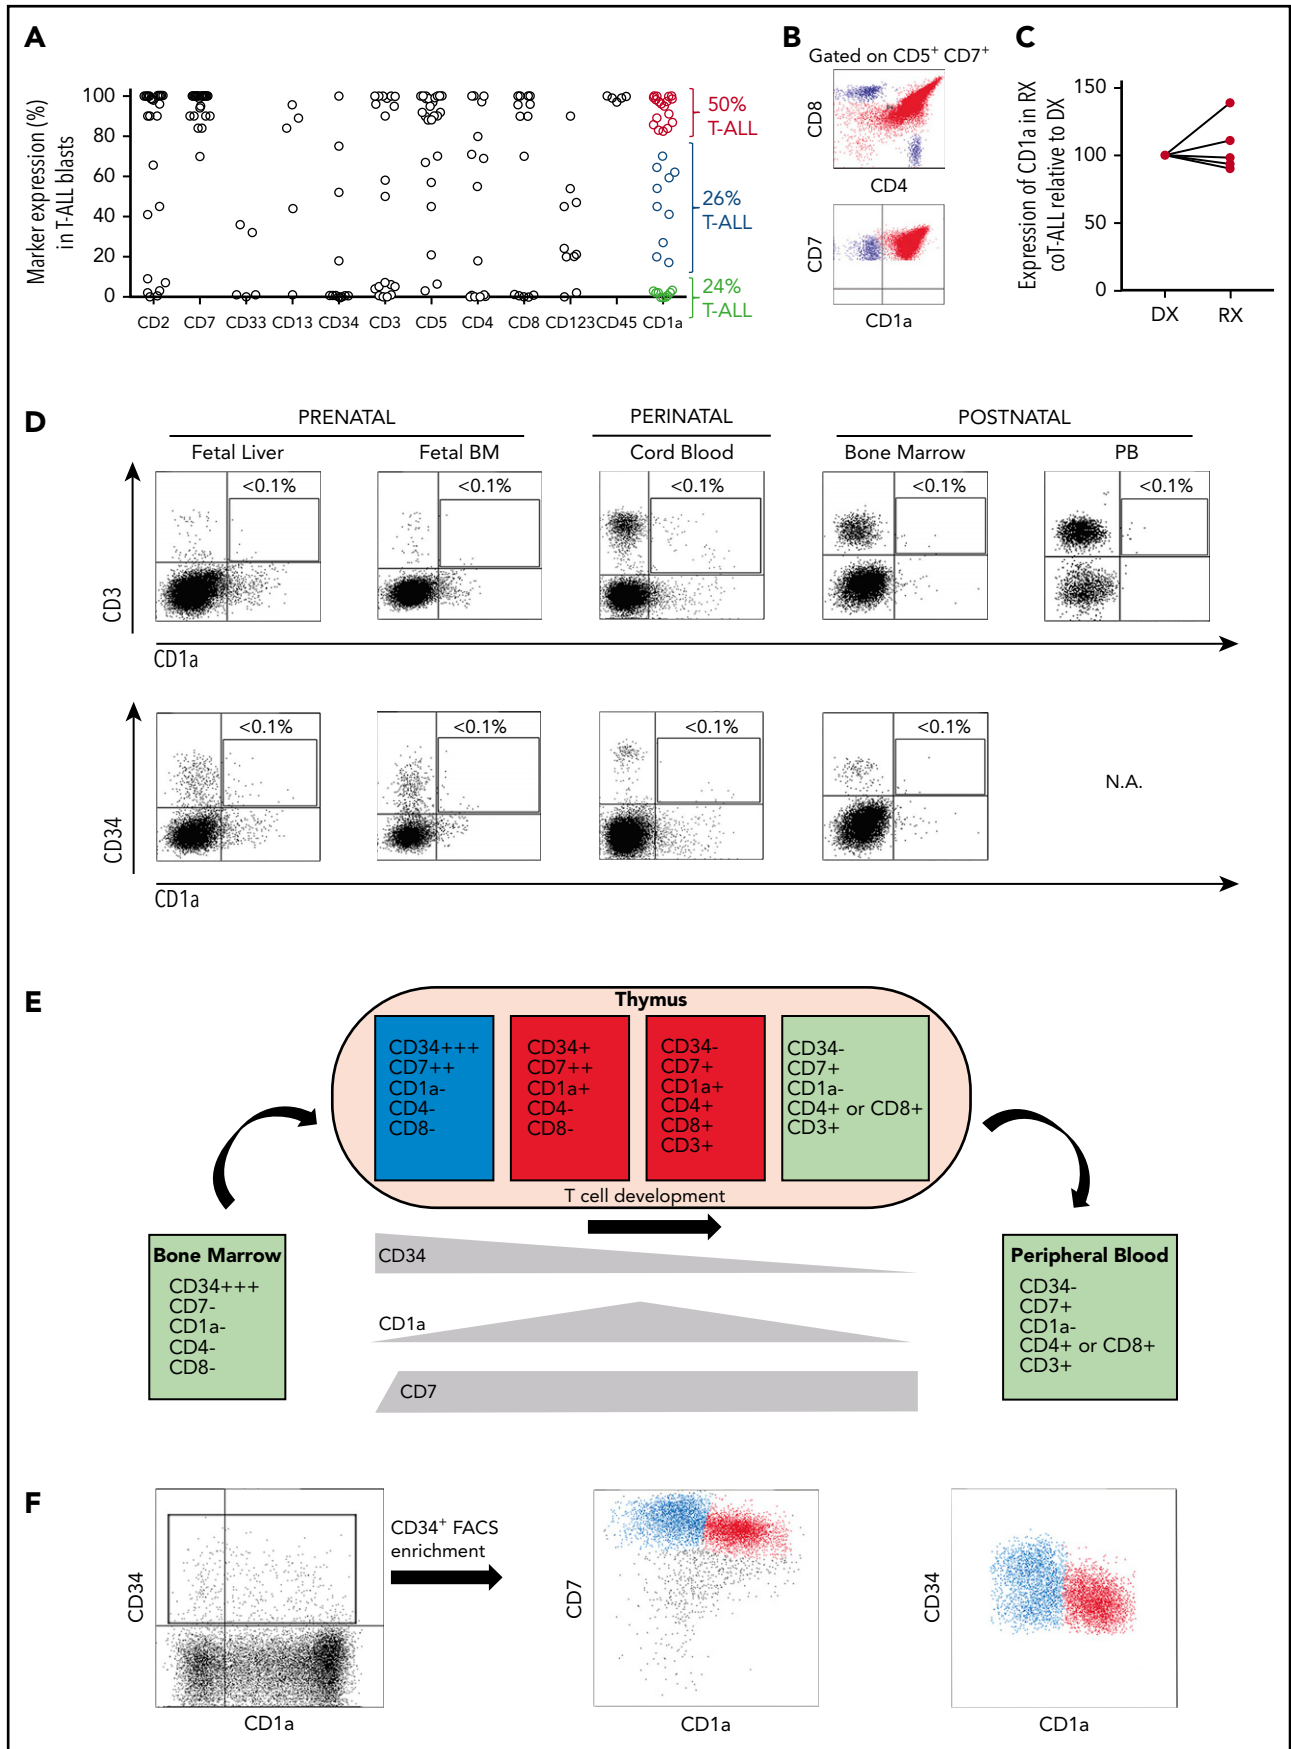 A
Marker expression (%)
in T-ALL blasts
100
80
60
40
20
0
CD2 CD7 CD33 CD13 CD34 CD3 CD5 CD4 CD8 CD123 CD45 CD1a
50%
T-ALL
26%
T-ALL
24%
T-ALL
B
Gated on CD5+ CD7+
CD8
CD4
CD7
CD1a
C
Expression of CD1a in RX
coT-ALL relative to DX
150
100
50
0
DX RX
D
PRENATAL PERINATAL POSTNATAL
Fetal Liver Fetal BM Cord Blood Bone Marrow PB
<0.1% <0.1% <0.1% <0.1% <0.1%
CD3
CD1a
<0.1% <0.1% <0.1% <0.1%
N.A.
CD34
CD1a
E
Thymus
CD34+++
CD7++
CD1a-
CD4-
CD8-
CD34+
CD7++
CD1a+
CD4-
CD8-
CD34-
CD7+
CD1a+
CD4+
CD8+
CD3+
CD34-
CD7+
CD1a-
CD4+ or CD8+
CD3+
T cell development
Bone Marrow
CD34+++
CD7-
CD1a-
CD4-
CD8-
CD34
CD1a
CD7
Peripheral Blood
CD34-
CD7+
CD1a-
CD4+ or CD8+
CD3+
F
CD34
CD1a
CD34+ FACS
enrichment
CD7
CD1a
CD34
CD1a